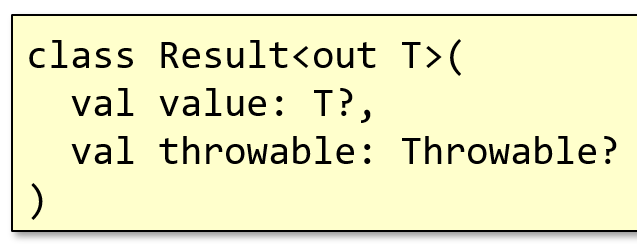 class Result<out T>(
  val value: T?,
  val throwable: Throwable?
)